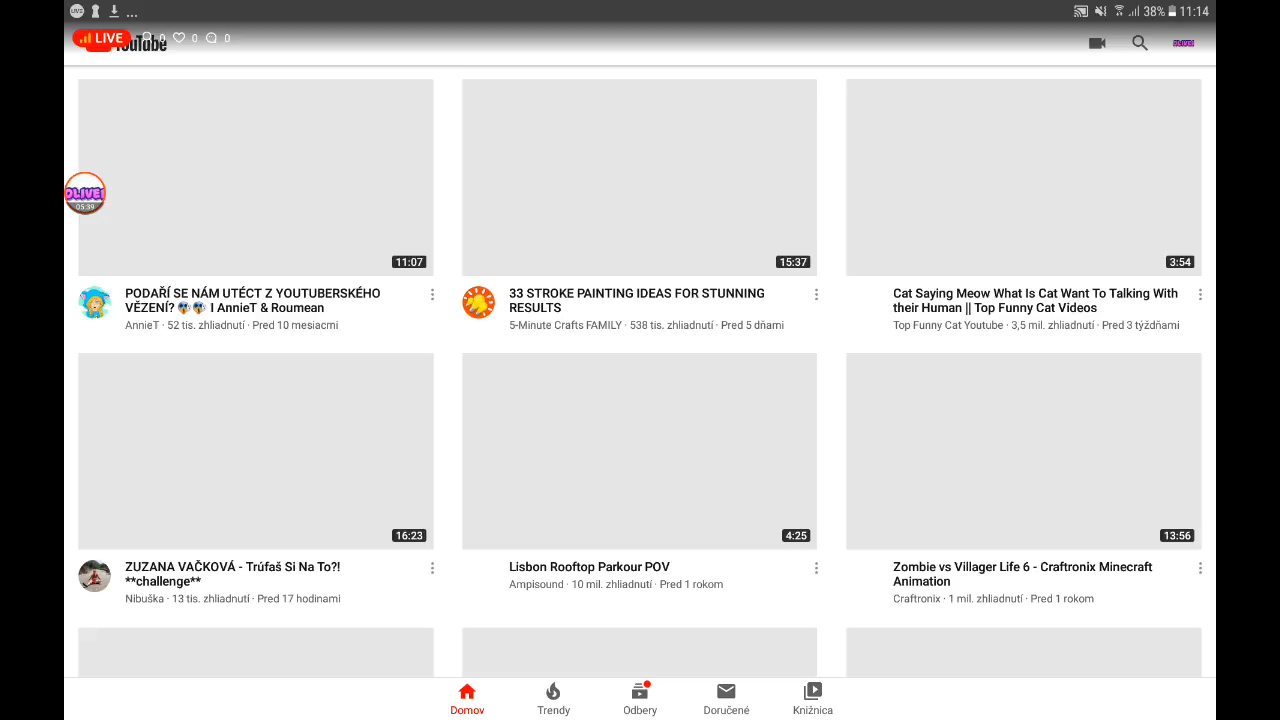 LIVE
... 38% 11:14
LIVE 0 0 0
YouTube
OLIVER
11:07
15:37
3:54
OLIVER
05:39
PODAŘÍ SE NÁM UTÉCT Z YOUTUBERSKÉHO
VĚZENÍ? 😱😱 I AnnieT & Roumean
AnnieT · 52 tis. zhliadnutí · Pred 10 mesiacmi
33 STROKE PAINTING IDEAS FOR STUNNING
RESULTS
5-Minute Crafts FAMILY · 538 tis. zhliadnutí · Pred 5 dňami
Cat Saying Meow What Is Cat Want To Talking With
their Human || Top Funny Cat Videos
Top Funny Cat Youtube · 3,5 mil. zhliadnutí · Pred 3 týždňami
16:23
4:25
13:56
ZUZANA VAČKOVÁ - Trúfaš Si Na To?!
**challenge**
Nibuška · 13 tis. zhliadnutí · Pred 17 hodinami
Lisbon Rooftop Parkour POV
Ampisound · 10 mil. zhliadnutí · Pred 1 rokom
Zombie vs Villager Life 6 - Craftronix Minecraft
Animation
Craftronix · 1 mil. zhliadnutí · Pred 1 rokom
Domov
Trendy
Odbery
Doručené
Knižnica